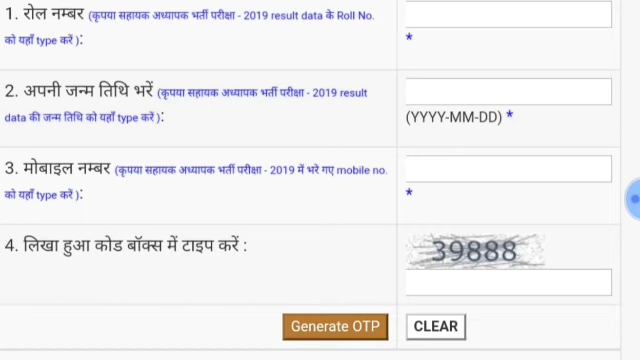 1. रोल नम्बर (कृपया सहायक अध्यापक भर्ती परीक्षा - 2019 result data के Roll No.
को यहाँ type करें ):
*
2. अपनी जन्म तिथि भरें (कृपया सहायक अध्यापक भर्ती परीक्षा - 2019 result
data की जन्म तिथि को यहाँ type करें ):
(YYYY-MM-DD) *
3. मोबाइल नम्बर (कृपया सहायक अध्यापक भर्ती परीक्षा - 2019 में भरे गए mobile no.
को यहाँ type करें ):
*
4. लिखा हुआ कोड बॉक्स में टाइप करें :
39888
Generate OTP
CLEAR